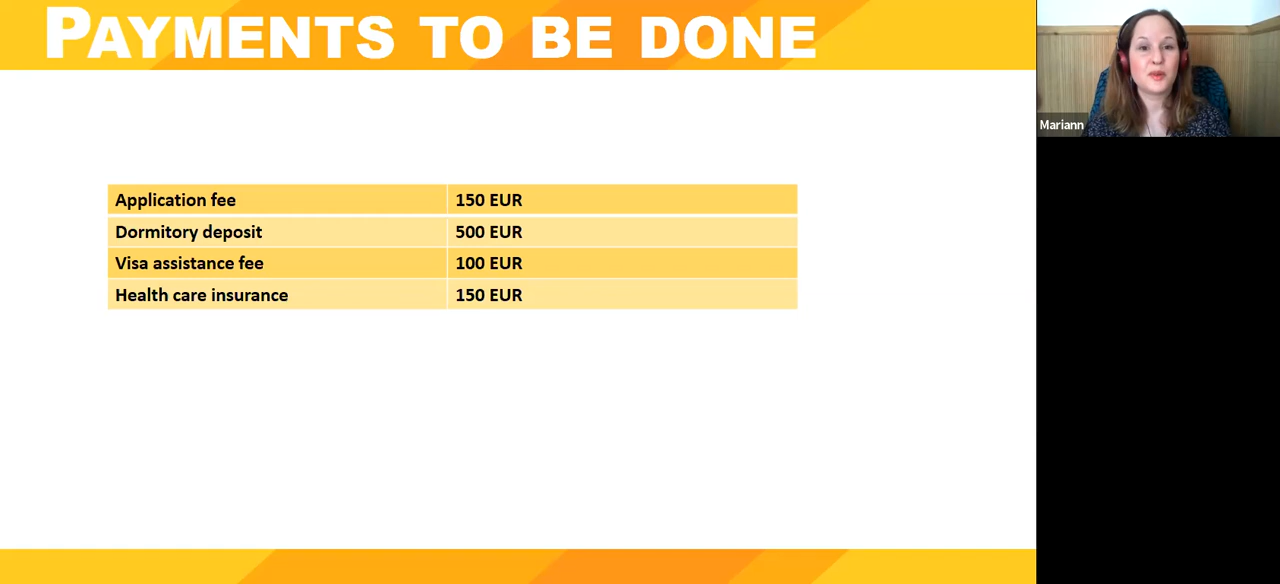 PAYMENTS TO BE DONE
Mariann
Application fee 150 EUR
Dormitory deposit 500 EUR
Visa assistance fee 100 EUR
Health care insurance 150 EUR